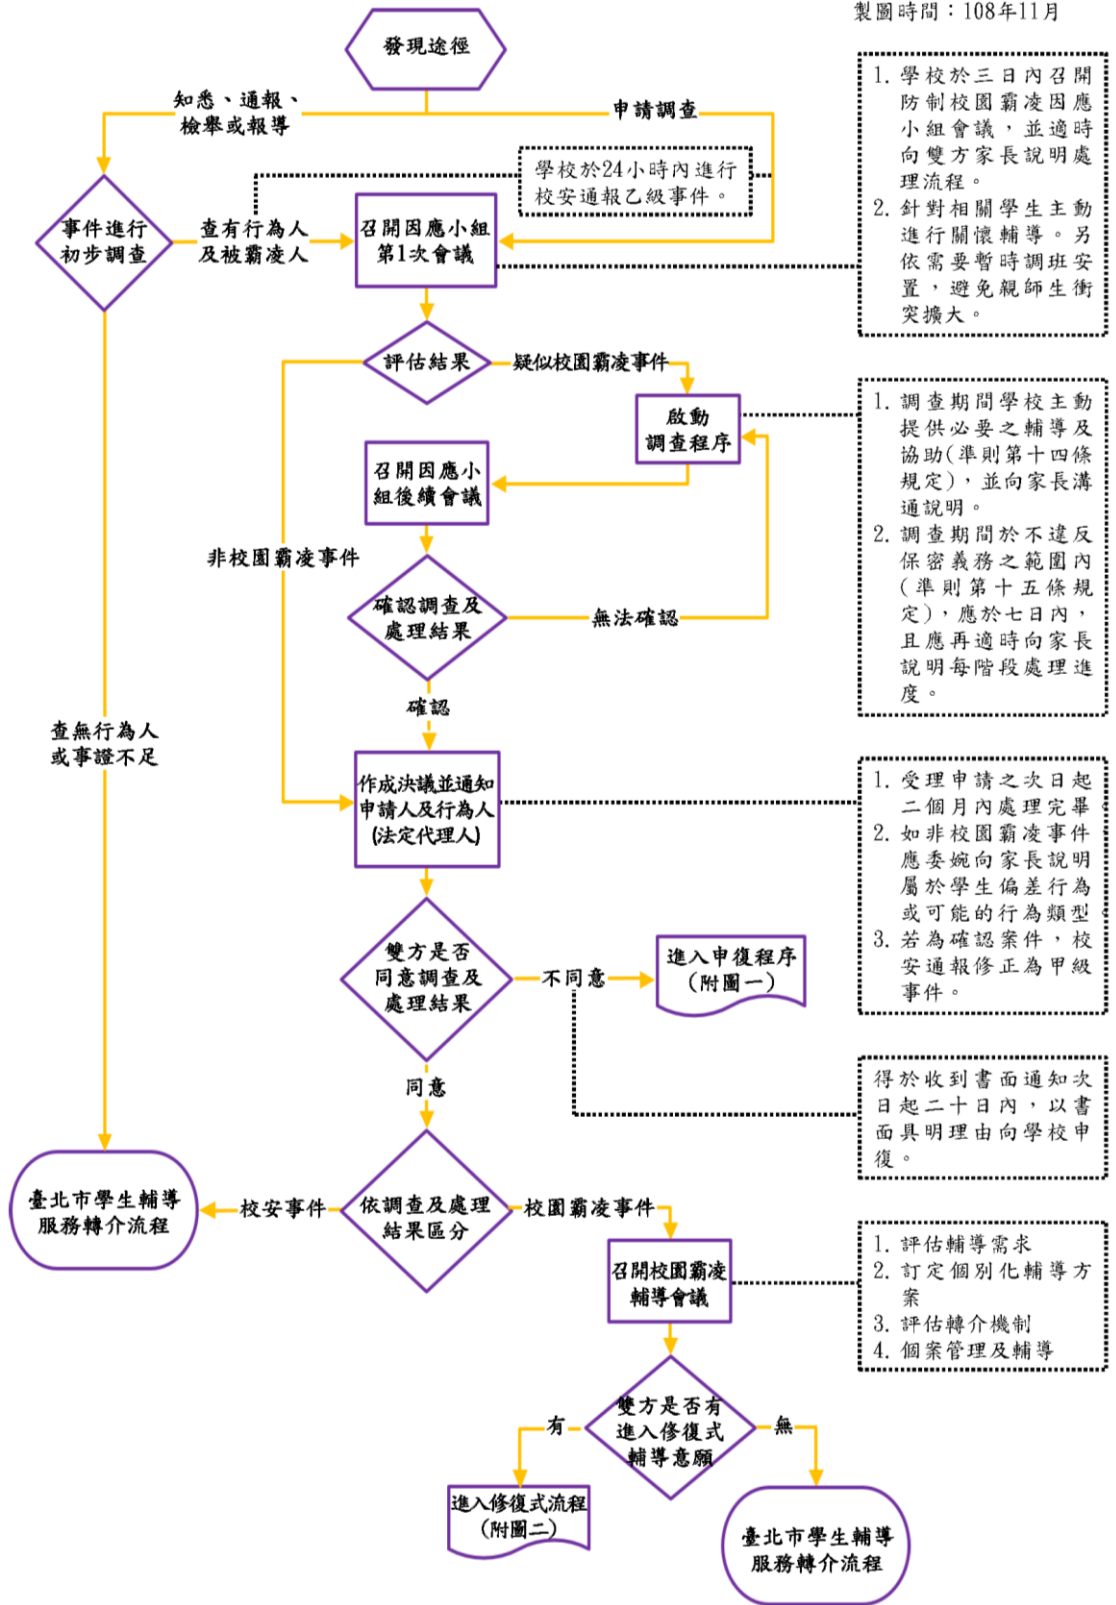 製圖時間：108年11月
發現途徑
知悉、通報、
檢舉或報導
申請調查
學校於24小時內進行
校安通報乙級事件。
1. 學校於三日內召開
防制校園霸凌因應
小組會議，並適時
向雙方家長說明處
理流程。
2. 針對相關學生主動
進行關懷輔導。另
依需要暫時調班安
置，避免親師生衝
突擴大。
事件進行
初步調查
查有行為人
及被霸凌人
召開因應小組
第1次會議
評估結果
疑似校園霸凌事件
啟動
調查程序
1. 調查期間學校主動
提供必要之輔導及
協助(準則第十四條
規定)，並向家長溝
通說明。
2. 調查期間於不違反
保密義務之範圍內
(準則第十五條規
定)，應於七日內，
且應再適時向家長
說明每階段處理進
度。
召開因應小
組後續會議
非校園霸凌事件
確認調查及
處理結果
無法確認
確認
查無行為人
或事證不足
作成決議並通知
申請人及行為人
(法定代理人)
1. 受理申請之次日起
二個月內處理完畢
2. 如非校園霸凌事件
應委婉向家長說明
屬於學生偏差行為
或可能的行為類型
3. 若為確認案件，校
安通報修正為甲級
事件。
雙方是否
同意調查及
處理結果
不同意
進入申復程序
(附圖一)
同意
得於收到書面通知次
日起二十日內，以書
面具明理由向學校申
復。
臺北市學生輔導
服務轉介流程
校安事件
依調查及處理
結果區分
校園霸凌事件
召開校園霸凌
輔導會議
1. 評估輔導需求
2. 訂定個別化輔導方
案
3. 評估轉介機制
4. 個案管理及輔導
雙方是否有
進入修復式
輔導意願
有
無
進入修復式流程
(附圖二)
臺北市學生輔導
服務轉介流程